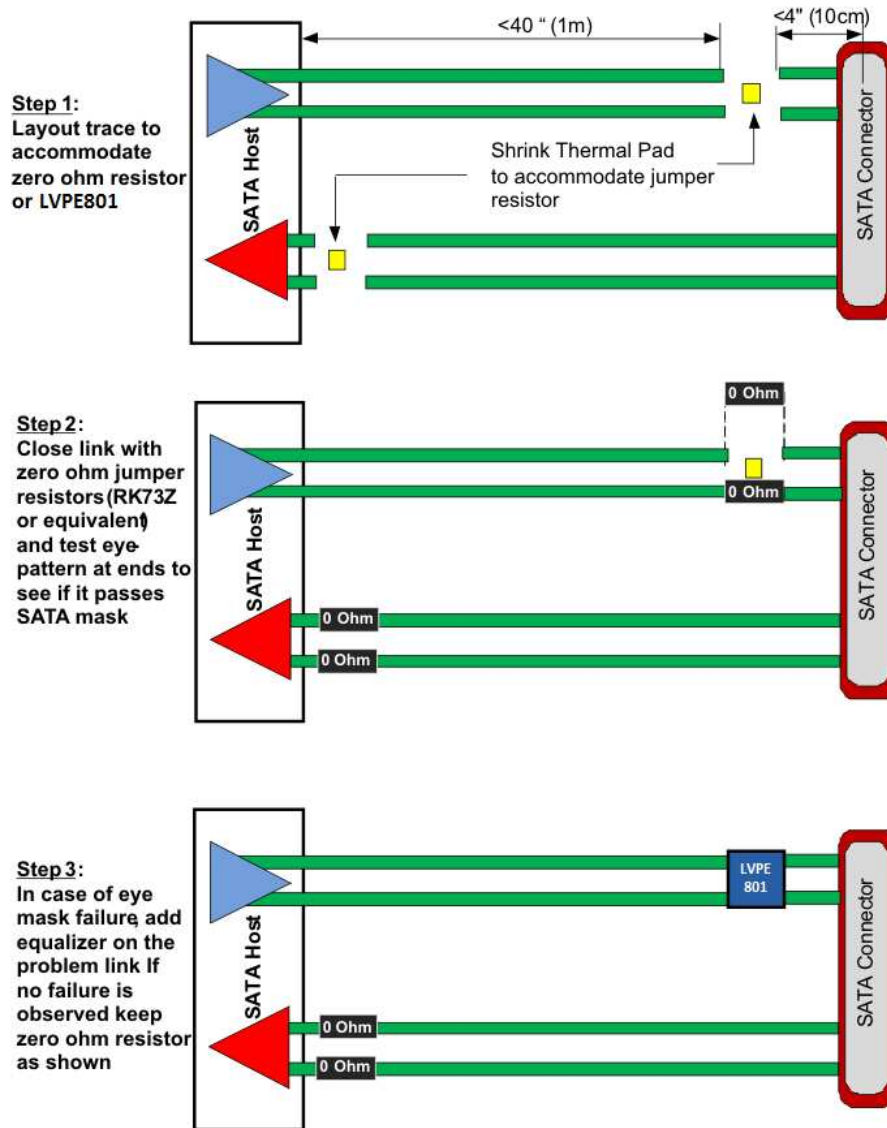 <40 “ (1m)
<4" (10cm)
Step 1:
Layout trace to
accommodate
zero ohm resistor
or LVPE801
SATA Host
Shrink Thermal Pad
to accommodate jumper
resistor
SATA Connector
Step 2:
Close link with
zero ohm jumper
resistors (RK73Z
or equivalent)
and test eye-
pattern at ends to
see if it passes
SATA mask
SATA Host
0 Ohm
0 Ohm
0 Ohm
0 Ohm
SATA Connector
Step 3:
In case of eye
mask failure, add
equalizer on the
problem link If
no failure is
observed keep
zero ohm resistor
as shown
SATA Host
LVPE
801
0 Ohm
0 Ohm
SATA Connector